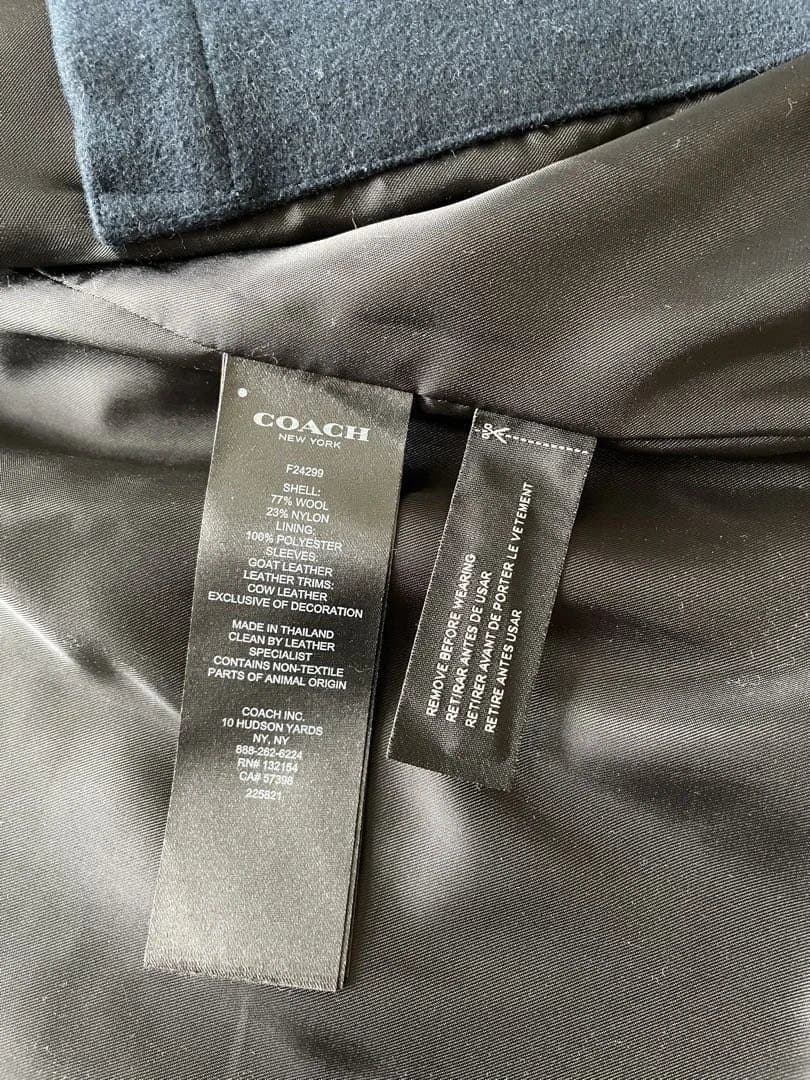 COACH
NEW YORK
F24299
SHELL:
77% WOOL
23% NYLON
LINING:
100% POLYESTER
SLEEVES:
GOAT LEATHER
LEATHER TRIMS:
COW LEATHER
EXCLUSIVE OF DECORATION
MADE IN THAILAND
CLEAN BY LEATHER
SPECIALIST
CONTAINS NON-TEXTILE
PARTS OF ANIMAL ORIGIN
COACH INC.
10 HUDSON YARDS
NY, NY
888-262-6224
RN# 132154
CA# 57398
225821
REMOVE BEFORE WEARING
RETIRAR ANTES DE USAR
RETIRER AVANT DE PORTER LE VETEMENT
RETIRE ANTES USAR